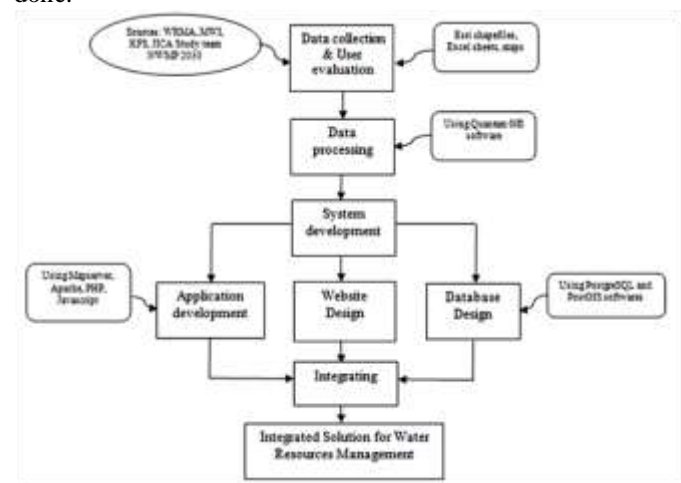 done.
Sources: WRMA, MWI,
JICA Study team
NWMP 2030
Data collection
& User
evaluation
Esri shapefiles,
Excel sheets, maps
Data
processing
Using Quantum GIS
software
System
development
Using Mapserver,
Apache, PHP,
Javascript
Application
development
Website
Design
Database
Design
Using PostgreSQL and
PostGIS softwares
Integrating
Integrated Solution for Water
Resources Management